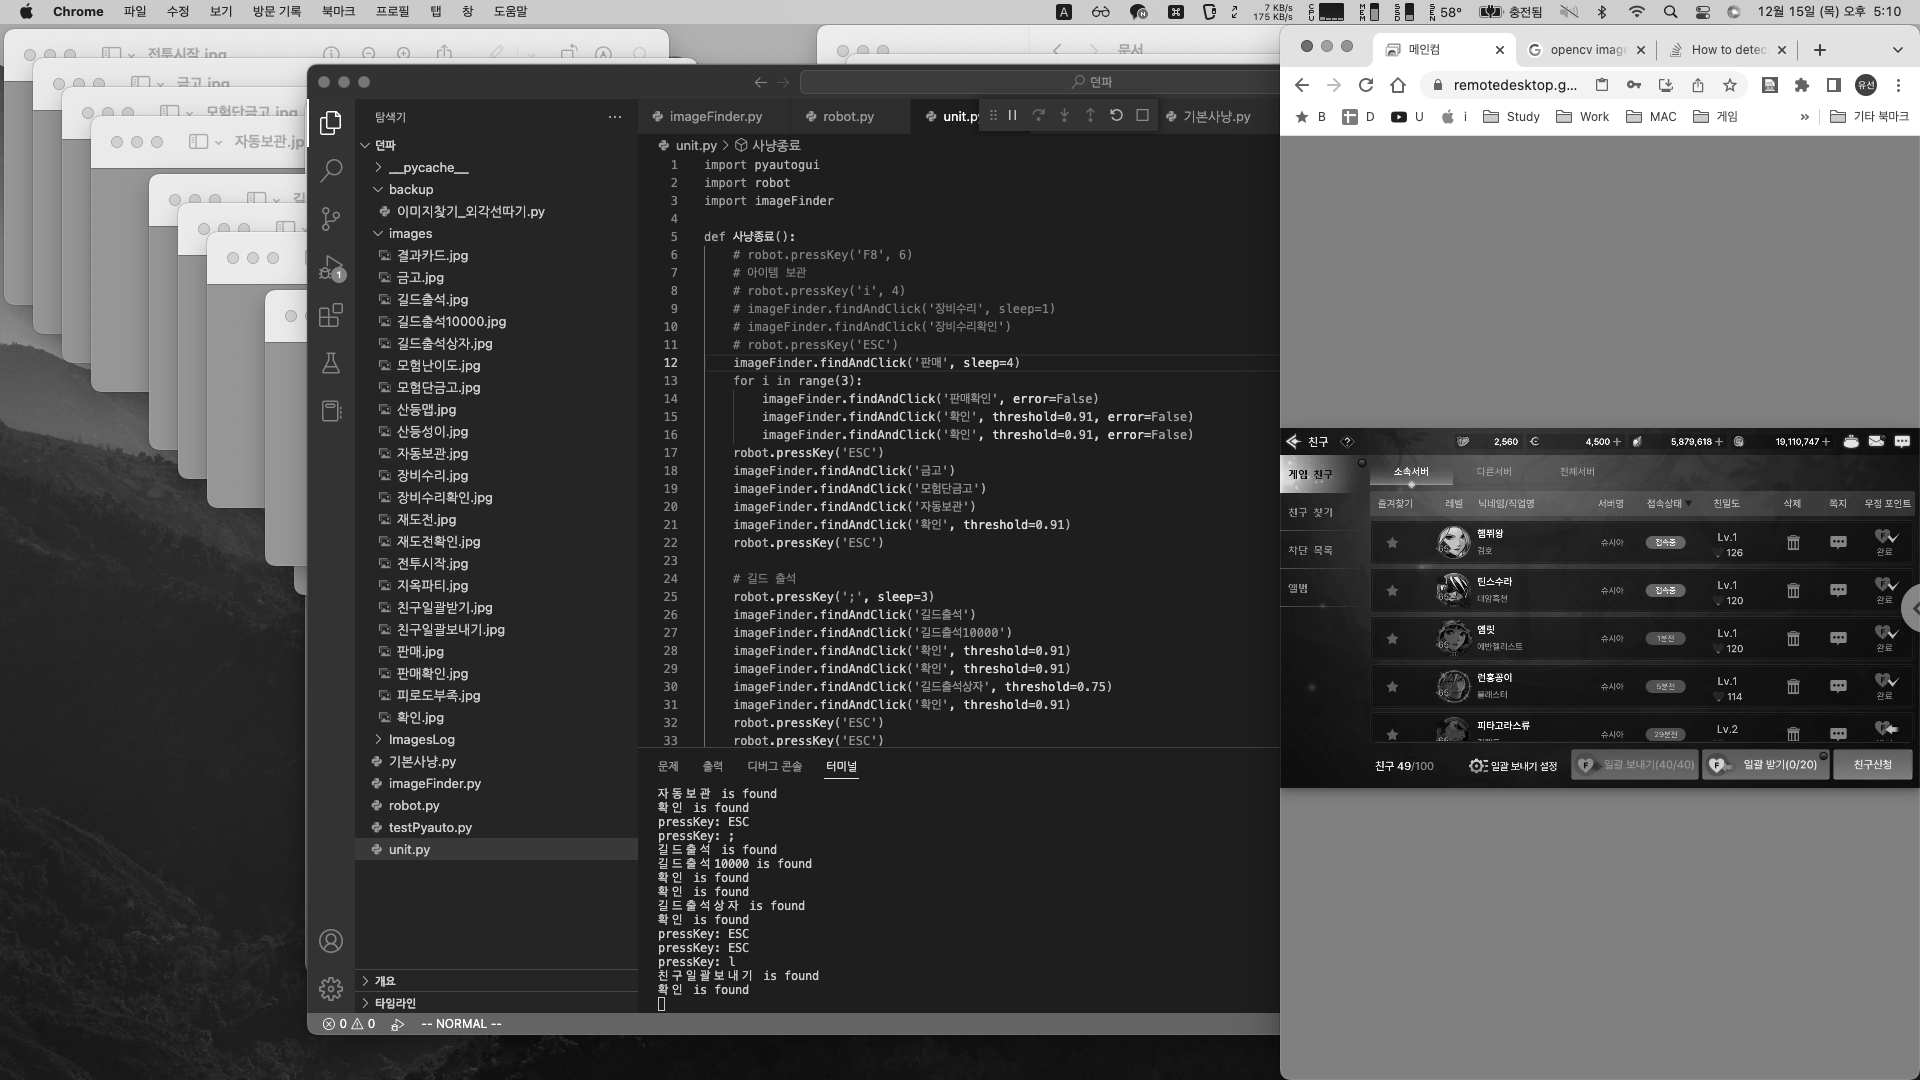 Chrome 파일 수정 보기 방문 기록 북마크 프로필 탭 창 도움말
7 KB/s
175 KB/s
58° 충전됨
12월 15일 (목) 오후 5:10
전투시작.jpg
금고.jpg
모험단금고.jpg
자동보관.jp
문서
던파
탐색기
던파
__pycache__
backup
이미지찾기_외각선따기.py
images
결과카드.jpg
금고.jpg
길드출석.jpg
길드출석10000.jpg
길드출석상자.jpg
모험난이도.jpg
모험단금고.jpg
산등맵.jpg
산등성이.jpg
자동보관.jpg
장비수리.jpg
장비수리확인.jpg
재도전.jpg
재도전확인.jpg
전투시작.jpg
지옥파티.jpg
친구일괄받기.jpg
친구일괄보내기.jpg
판매.jpg
판매확인.jpg
피로도부족.jpg
확인.jpg
ImagesLog
기본사냥.py
imageFinder.py
robot.py
testPyauto.py
unit.py
개요
타임라인
0 0 -- NORMAL --
imageFinder.py robot.py unit.py 기본사냥.py
unit.py > 사냥종료
1 import pyautogui
2 import robot
3 import imageFinder
4
5 def 사냥종료():
6 # robot.pressKey('F8', 6)
7 # 아이템 보관
8 # robot.pressKey('i', 4)
9 # imageFinder.findAndClick('장비수리', sleep=1)
10 # imageFinder.findAndClick('장비수리확인')
11 # robot.pressKey('ESC')
12 imageFinder.findAndClick('판매', sleep=4)
13 for i in range(3):
14 imageFinder.findAndClick('판매확인', error=False)
15 imageFinder.findAndClick('확인', threshold=0.91, error=False)
16 imageFinder.findAndClick('확인', threshold=0.91, error=False)
17 robot.pressKey('ESC')
18 imageFinder.findAndClick('금고')
19 imageFinder.findAndClick('모험단금고')
20 imageFinder.findAndClick('자동보관')
21 imageFinder.findAndClick('확인', threshold=0.91)
22 robot.pressKey('ESC')
23
24 # 길드 출석
25 robot.pressKey(';', sleep=3)
26 imageFinder.findAndClick('길드출석')
27 imageFinder.findAndClick('길드출석10000')
28 imageFinder.findAndClick('확인', threshold=0.91)
29 imageFinder.findAndClick('확인', threshold=0.91)
30 imageFinder.findAndClick('길드출석상자', threshold=0.75)
31 imageFinder.findAndClick('확인', threshold=0.91)
32 robot.pressKey('ESC')
33 robot.pressKey('ESC')
문제 출력 디버그 콘솔 터미널
자동보관 is found
확인 is found
pressKey: ESC
pressKey: ;
길드출석 is found
길드출석10000 is found
확인 is found
확인 is found
길드출석상자 is found
확인 is found
pressKey: ESC
pressKey: ESC
pressKey: l
친구일괄보내기 is found
확인 is found
메인컴 opencv imag How to detec
remotedesktop.g... 유선
B D U i Study Work MAC 게임 » 기타 북마크
친구 ? 2,560 4,500 + 5,879,618 + 19,110,747 +
게임 친구
친구 찾기
차단 목록
앨범
소속서버 다른서버 전체서버
즐겨찾기 레벨 닉네임/직업명 서버명 접속상태 친밀도 삭제 쪽지 우정 포인트
65 햄쮜왕 검호 슈시아 접속중 Lv.1 126 완료
65 틴스수라 대암흑천 슈시아 접속중 Lv.1 120 완료
65 엠릿 에반젤리스트 슈시아 1분전 Lv.1 120 완료
65 런홍꽁이 블래스터 슈시아 5분전 Lv.1 114 완료
피타고라스류 슈시아 29분전 Lv.2
친구 49/100 일괄 보내기 설정 일괄 보내기(40/40) 일괄 받기(0/20) 친구신청